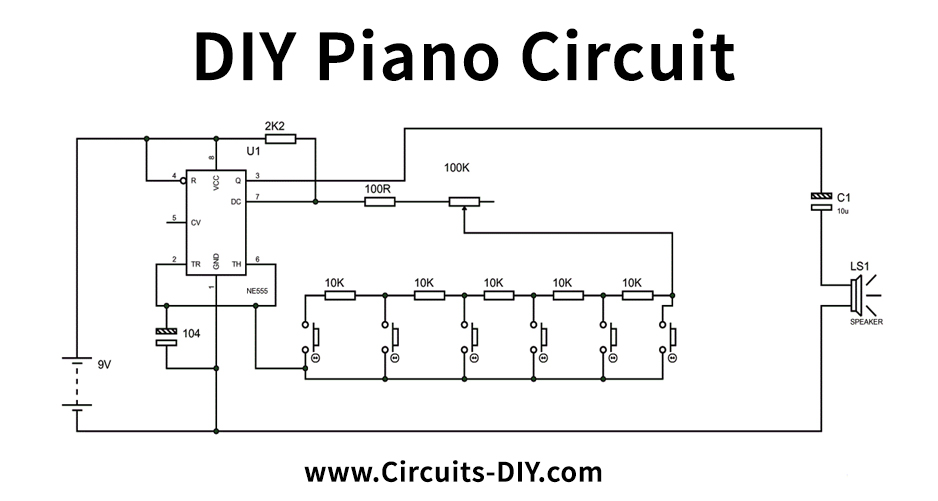 DIY Piano Circuit
2K2
U1
100K
8
4
R
VCC
Q
3
100R
DC
7
C1
10u
5
CV
GND
2
TR
TH
6
LS1
1
NE555
10K
10K
10K
10K
10K
SPEAKER
104
9V
www.Circuits-DIY.com